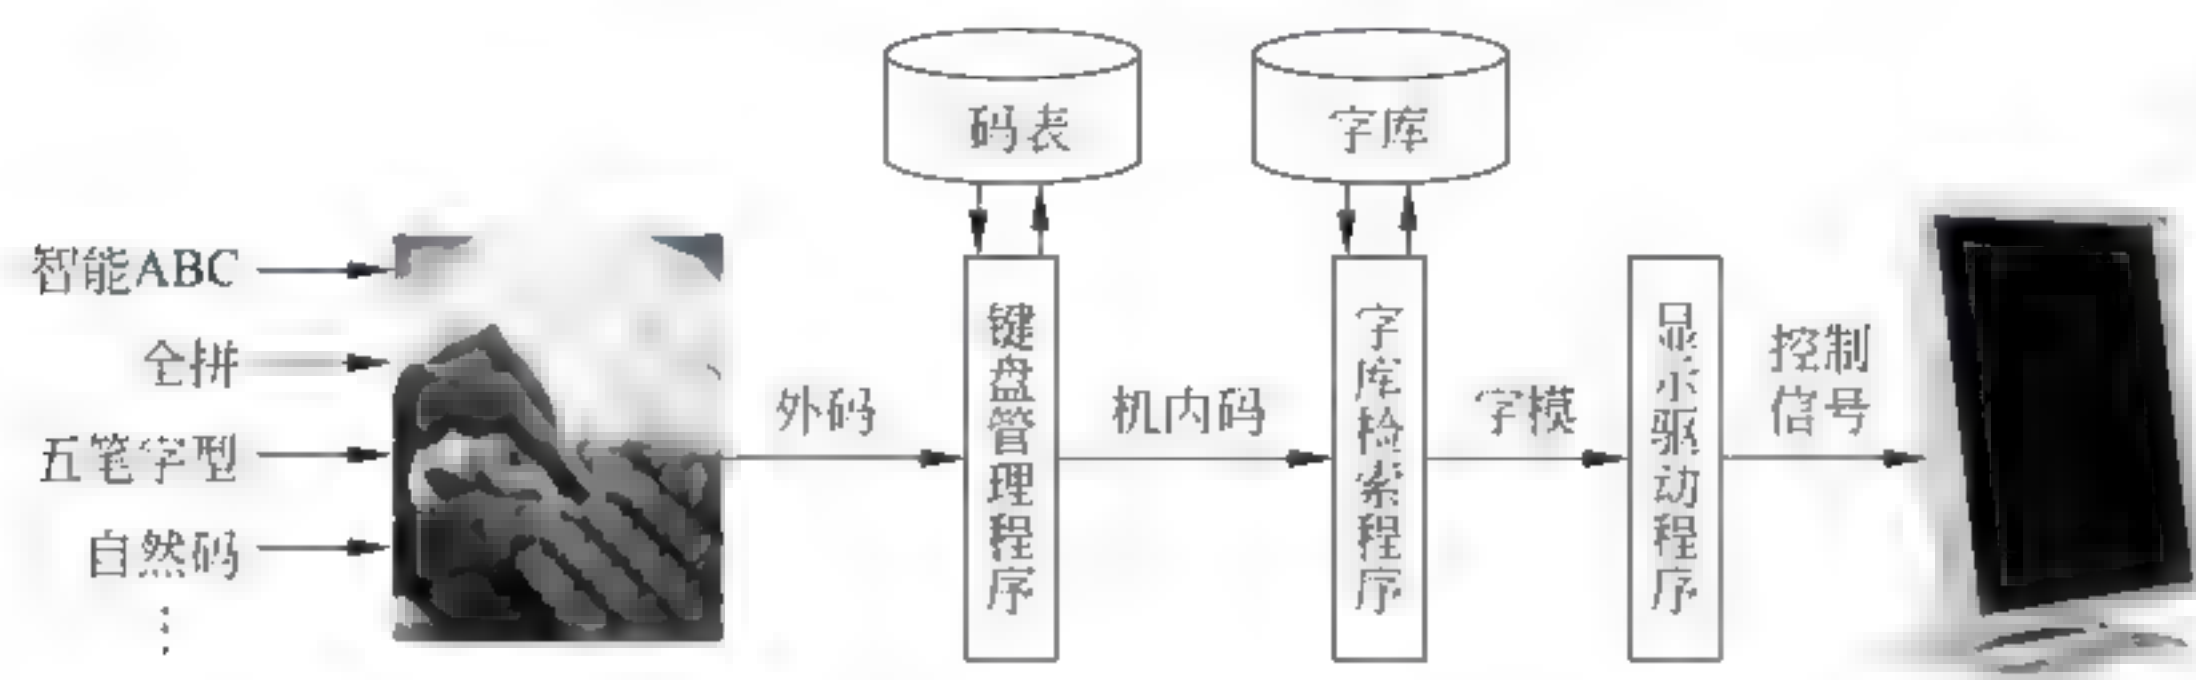 码表
字库
智能ABC
全拼
五笔字型
自然码
⋮
外码
键盘管理程序
机内码
字库检索程序
字模
显示驱动程序
控制
信号